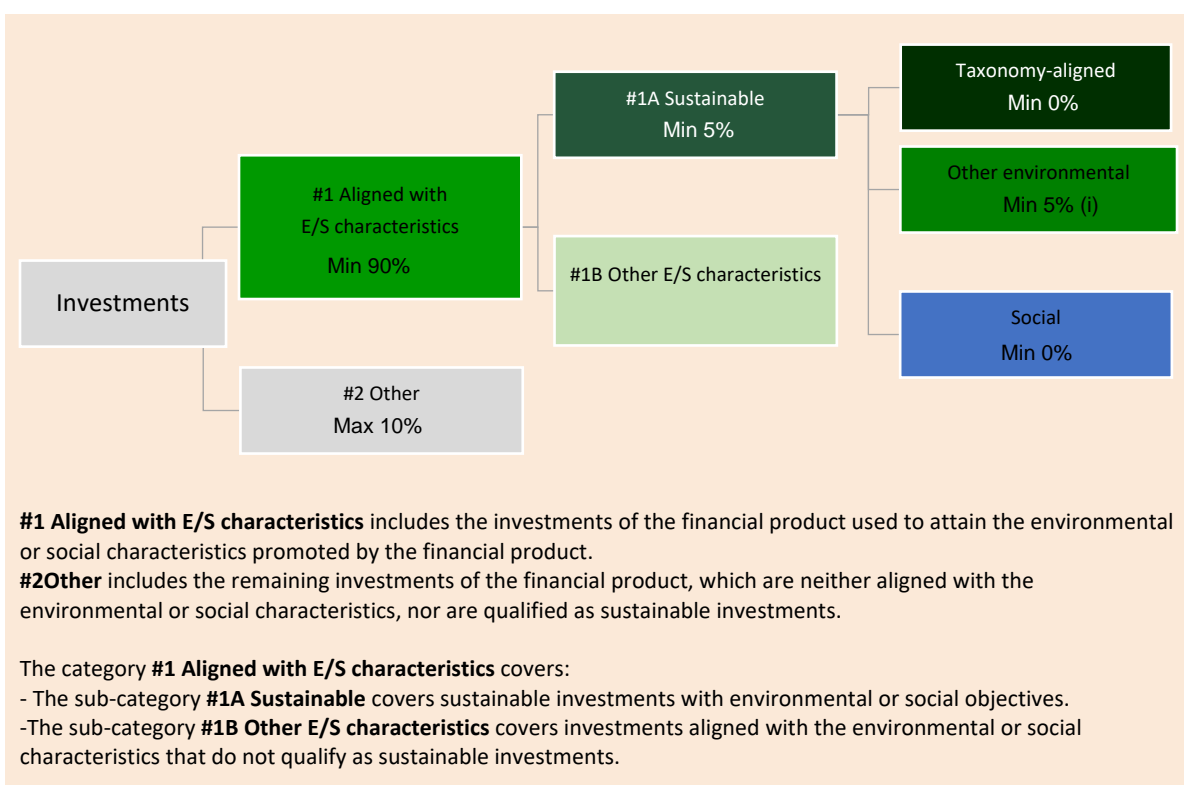 Investments
#1 Aligned with
E/S characteristics
Min 90%
#2 Other
Max 10%
#1A Sustainable
Min 5%
#1B Other E/S characteristics
Taxonomy-aligned
Min 0%
Other environmental
Min 5% (i)
Social
Min 0%
#1 Aligned with E/S characteristics includes the investments of the financial product used to attain the environmental
or social characteristics promoted by the financial product.
#2Other includes the remaining investments of the financial product, which are neither aligned with the
environmental or social characteristics, nor are qualified as sustainable investments.
The category #1 Aligned with E/S characteristics covers:
- The sub-category #1A Sustainable covers sustainable investments with environmental or social objectives.
-The sub-category #1B Other E/S characteristics covers investments aligned with the environmental or social
characteristics that do not qualify as sustainable investments.